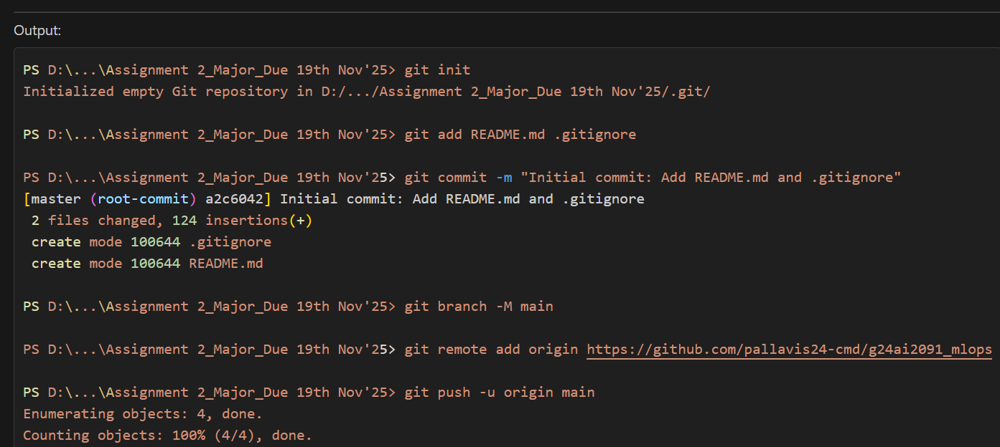 Output:
PS D:\...\Assignment 2_Major_Due 19th Nov'25> git init
Initialized empty Git repository in D:/.../Assignment 2_Major_Due 19th Nov'25/.git/
PS D:\...\Assignment 2_Major_Due 19th Nov'25> git add README.md .gitignore
PS D:\...\Assignment 2_Major_Due 19th Nov'25> git commit -m "Initial commit: Add README.md and .gitignore"
[master (root-commit) a2c6042] Initial commit: Add README.md and .gitignore
2 files changed, 124 insertions(+)
create mode 100644 .gitignore
create mode 100644 README.md
PS D:\...\Assignment 2_Major_Due 19th Nov'25> git branch -M main
PS D:\...\Assignment 2_Major_Due 19th Nov'25> git remote add origin https://github.com/pallavis24-cmd/g24ai2091_mlops
PS D:\...\Assignment 2_Major_Due 19th Nov'25> git push -u origin main
Enumerating objects: 4, done.
Counting objects: 100% (4/4), done.